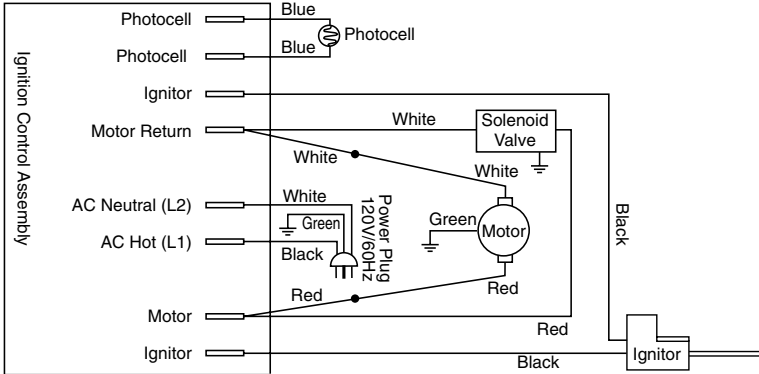 Ignition Control Assembly
Photocell
Blue
Photocell
Blue
Photocell
Ignitor
Motor Return
White
Solenoid
Valve
White
White
AC Neutral (L2)
White
Green
AC Hot (L1)
Black
Power Plug
120V/60Hz
Green
Motor
Red
Red
Motor
Red
Ignitor
Black
Black
Ignitor